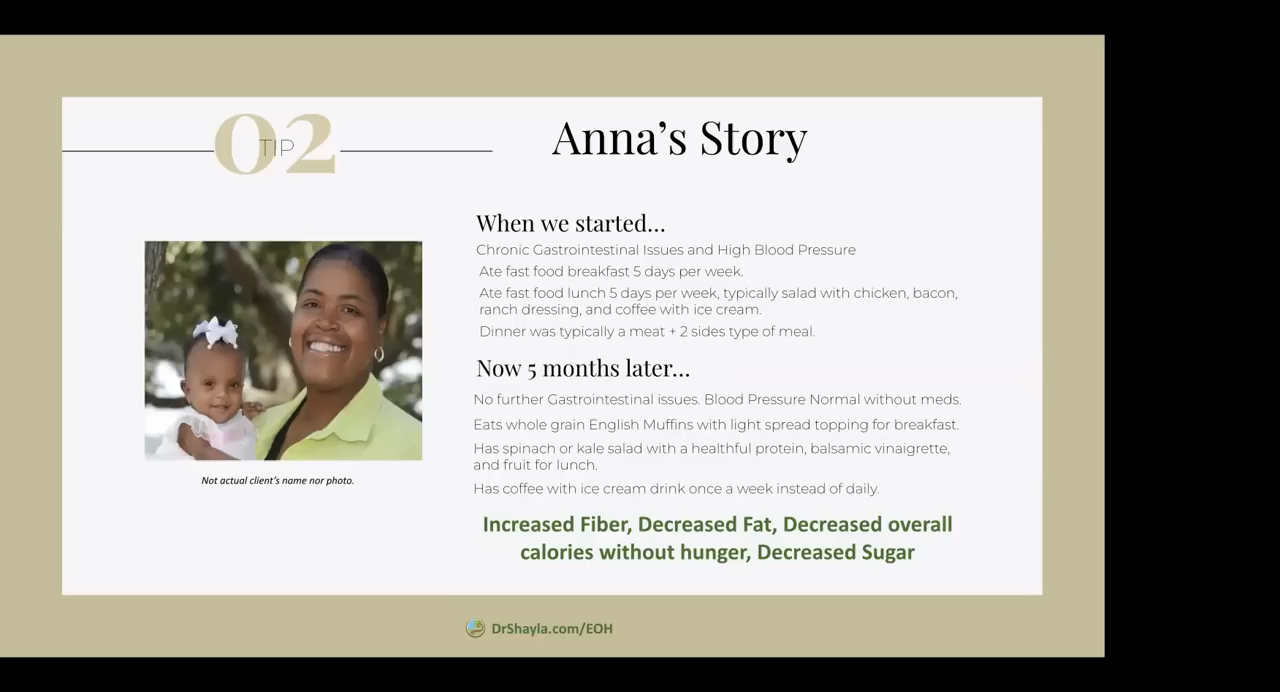 02
TIP
Anna's Story
When we started...
Chronic Gastrointestinal Issues and High Blood Pressure
Ate fast food breakfast 5 days per week.
Ate fast food lunch 5 days per week, typically salad with chicken, bacon,
ranch dressing, and coffee with ice cream.
Dinner was typically a meat + 2 sides type of meal.
Now 5 months later...
No further Gastrointestinal issues. Blood Pressure Normal without meds.
Eats whole grain English Muffins with light spread topping for breakfast.
Has spinach or kale salad with a healthful protein, balsamic vinaigrette,
and fruit for lunch.
Has coffee with ice cream drink once a week instead of daily.
Increased Fiber, Decreased Fat, Decreased overall
calories without hunger, Decreased Sugar
Not actual client's name nor photo.
DrShayla.com/EOH